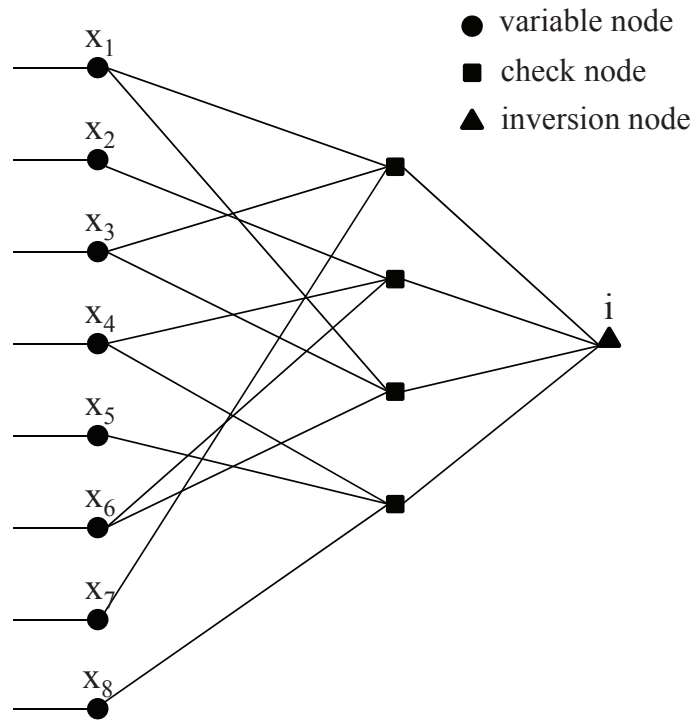 variable node
check node
inversion node
x1
x2
x3
x4
x5
x6
x7
x8
i